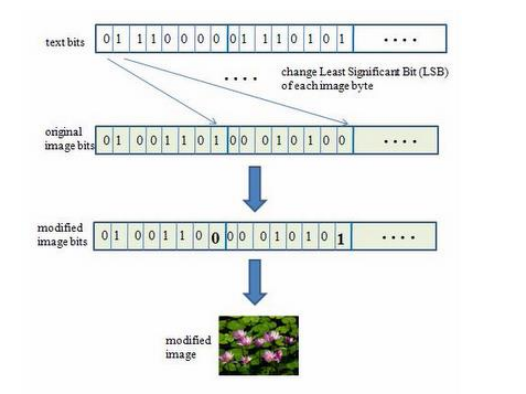 text bits 0 1 1 1 0 0 0 0 0 1 1 1 0 1 0 1 ....
.... change Least Significant Bit (LSB)
of each image byte
original
image bits 0 1 0 0 1 1 0 1 0 0 0 1 0 1 0 0 ....
modified
image bits 0 1 0 0 1 1 0 0 0 0 0 1 0 1 0 1 ....
modified
image